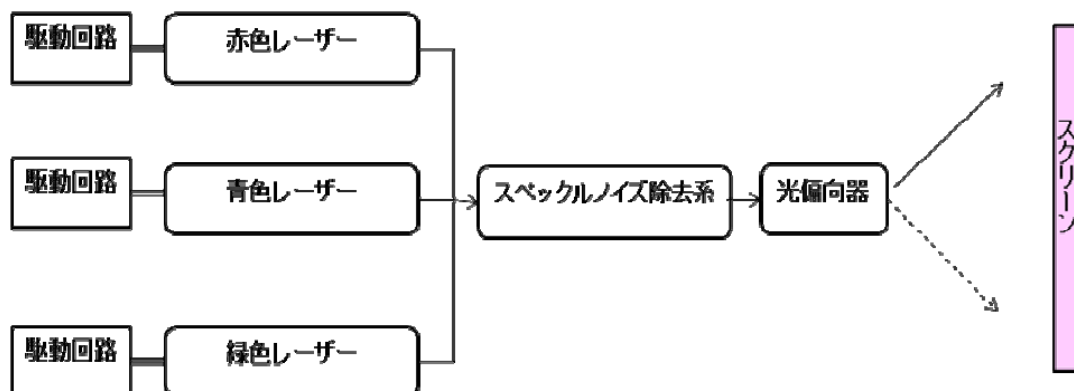 駆動回路
赤色レーザー
駆動回路
青色レーザー
スペックルノイズ除去系
光偏向器
スクリーン
駆動回路
緑色レーザー